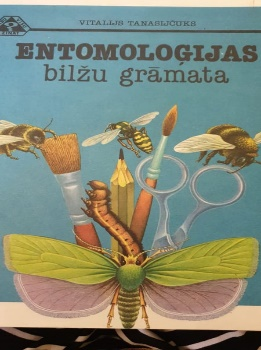 VITALIJS TANASIJČUKS
ENTOMOLOĢIJAS
bilžu grāmata